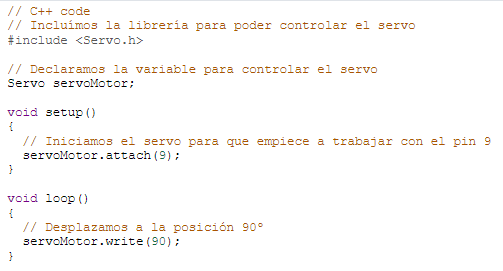 // C++ code
// Incluímos la librería para poder controlar el servo
#include <Servo.h>

// Declaramos la variable para controlar el servo
Servo servoMotor;

void setup()
{
  // Iniciamos el servo para que empiece a trabajar con el pin 9
  servoMotor.attach(9);
}

void loop()
{
  // Desplazamos a la posición 90º
  servoMotor.write(90);
}